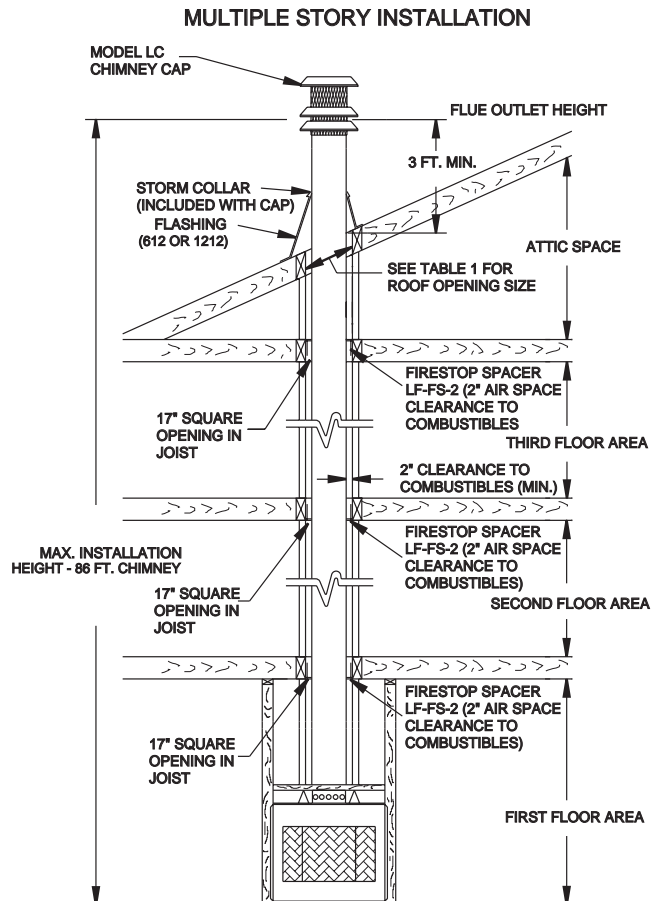 MULTIPLE STORY INSTALLATION
MODEL LC
CHIMNEY CAP
FLUE OUTLET HEIGHT
3 FT. MIN.
STORM COLLAR
(INCLUDED WITH CAP)
FLASHING
(612 OR 1212)
ATTIC SPACE
SEE TABLE 1 FOR
ROOF OPENING SIZE
FIRESTOP SPACER
LF-FS-2 (2" AIR SPACE
CLEARANCE TO
COMBUSTIBLES
17" SQUARE
OPENING IN
JOIST
THIRD FLOOR AREA
2" CLEARANCE TO
COMBUSTIBLES (MIN.)
FIRESTOP SPACER
LF-FS-2 (2" AIR SPACE
CLEARANCE TO
COMBUSTIBLES)
MAX. INSTALLATION
HEIGHT - 86 FT. CHIMNEY
17" SQUARE
OPENING IN
JOIST
SECOND FLOOR AREA
FIRESTOP SPACER
LF-FS-2 (2" AIR SPACE
CLEARANCE TO
COMBUSTIBLES)
17" SQUARE
OPENING IN
JOIST
FIRST FLOOR AREA